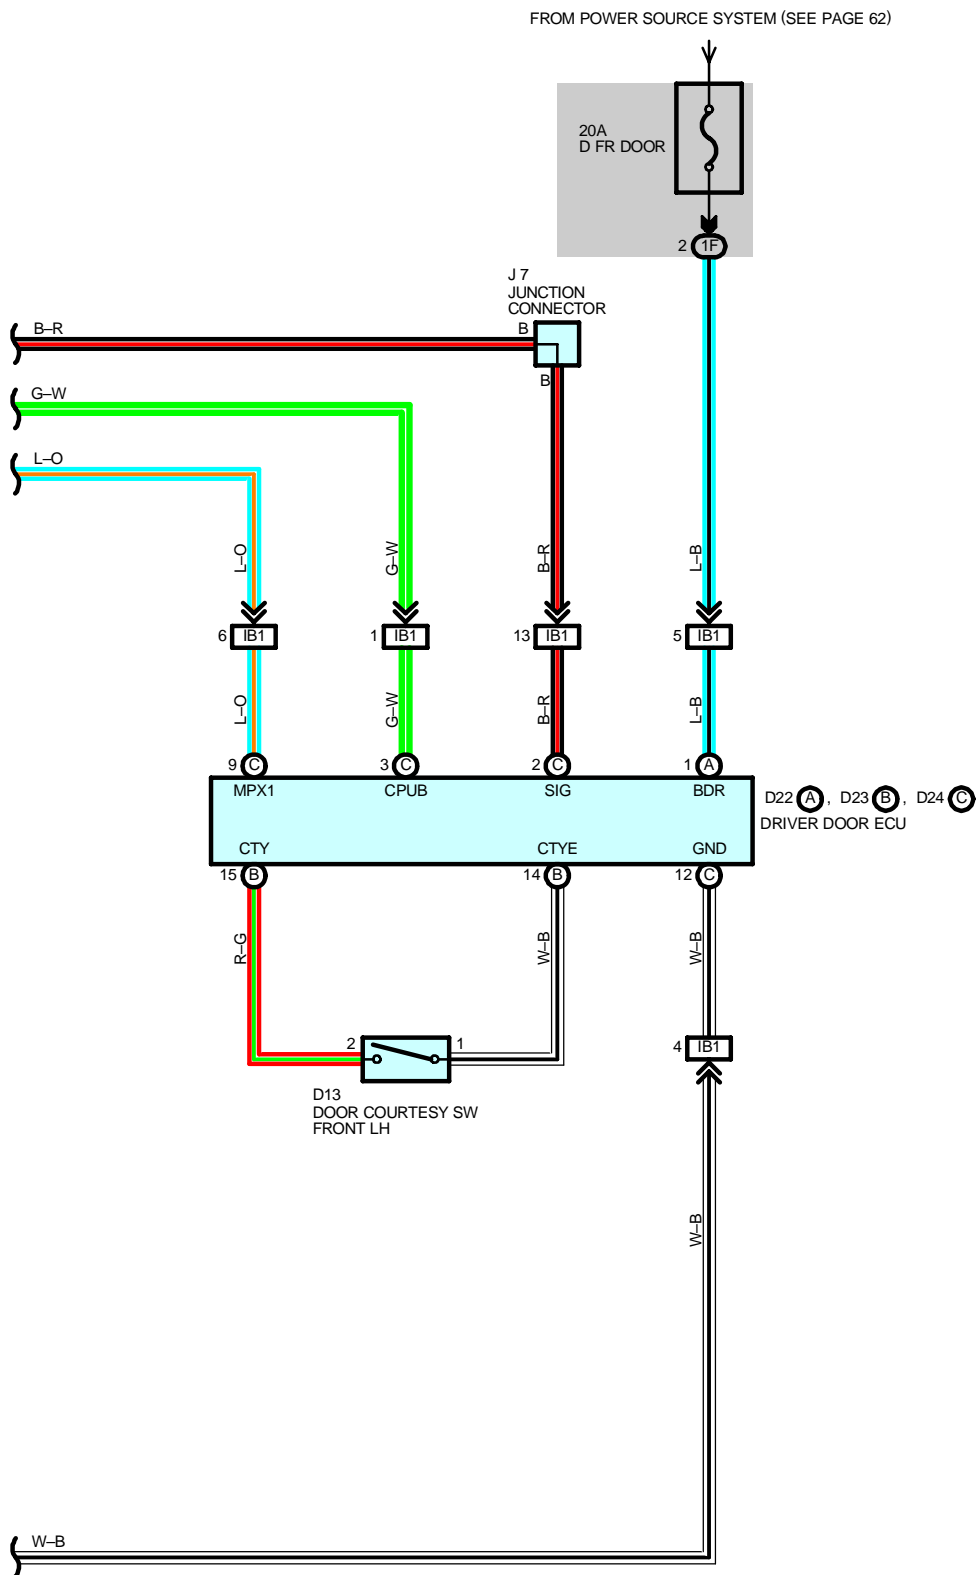 FROM POWER SOURCE SYSTEM (SEE PAGE 62)
20A
D FR DOOR
2 1F
J 7
JUNCTION
CONNECTOR
B–R
B
B
G–W
L–O
L–O
G–W
B–R
L–B
6 IB1
1 IB1
13 IB1
5 IB1
L–O
G–W
B–R
L–B
9 C
3 C
2 C
1 A
MPX1
CPUB
SIG
BDR
D22 A , D23 B , D24 C
DRIVER DOOR ECU
CTY
CTYE
GND
15 B
14 B
12 C
R–G
W–B
W–B
2
1
4 IB1
D13
DOOR COURTESY SW
FRONT LH
W–B
W–B